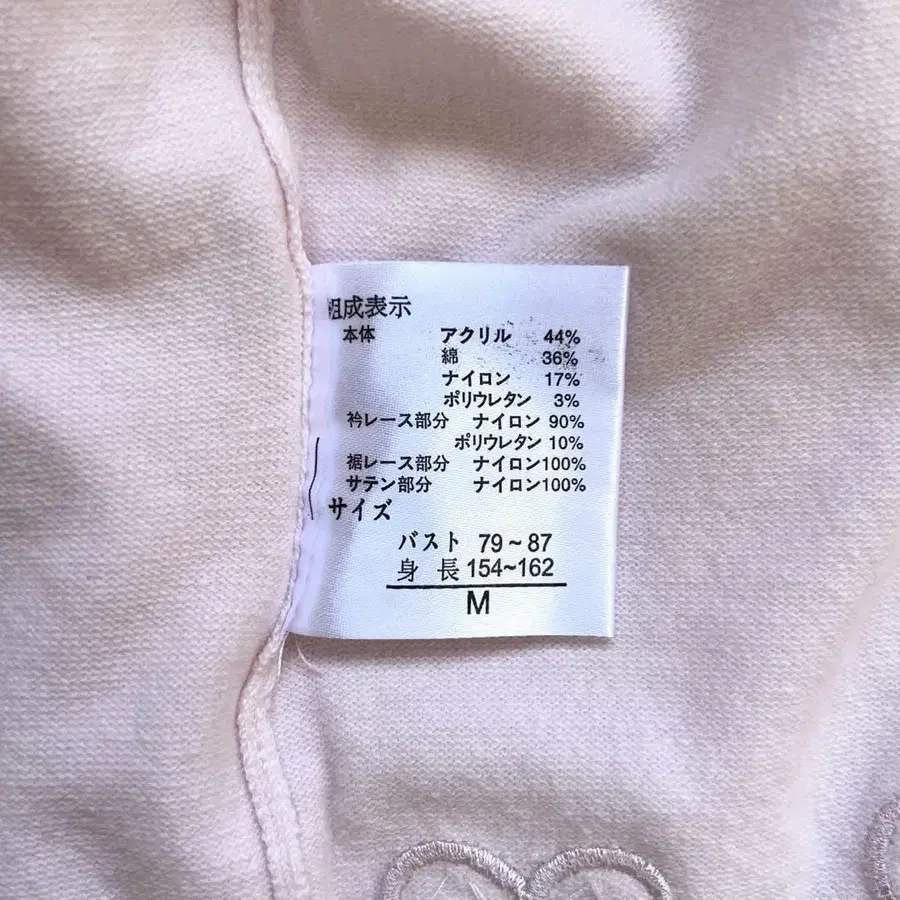 組成表示
本体 アクリル 44%
綿 36%
ナイロン 17%
ポリウレタン 3%
衿レース部分 ナイロン 90%
ポリウレタン 10%
裾レース部分 ナイロン100%
サテン部分 ナイロン100%
サイズ
バスト 79~87
身長 154~162
M